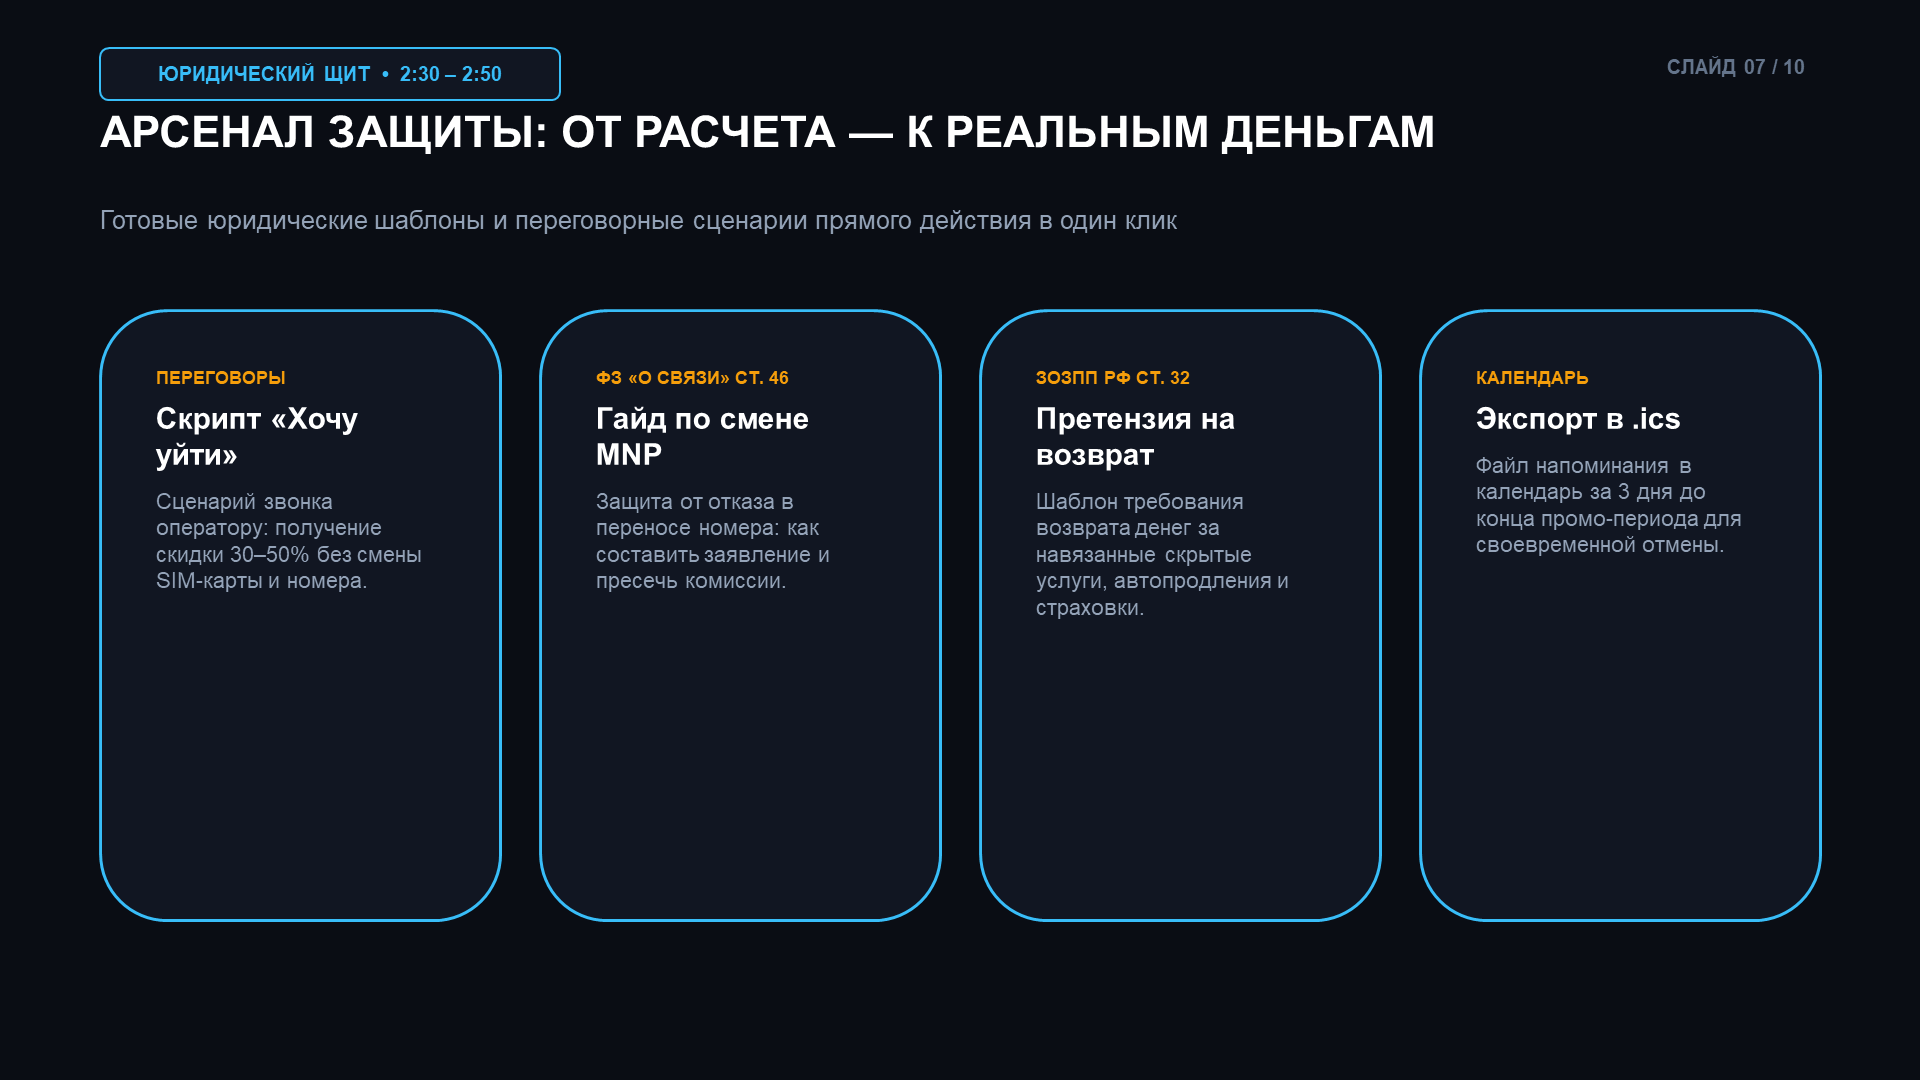 ЮРИДИЧЕСКИЙ ЩИТ • 2:30 – 2:50
СЛАЙД 07 / 10
АРСЕНАЛ ЗАЩИТЫ: ОТ РАСЧЕТА — К РЕАЛЬНЫМ ДЕНЬГАМ
Готовые юридические шаблоны и переговорные сценарии прямого действия в один клик
ПЕРЕГОВОРЫ
Скрипт «Хочу
уйти»
Сценарий звонка
оператору: получение
скидки 30–50% без смены
SIM-карты и номера.
ФЗ «О СВЯЗИ» СТ. 46
Гайд по смене
MNP
Защита от отказа в
переносе номера: как
составить заявление и
пресечь комиссии.
ЗОЗПП РФ СТ. 32
Претензия на
возврат
Шаблон требования
возврата денег за
навязанные скрытые
услуги, автопродления и
страховки.
КАЛЕНДАРЬ
Экспорт в .ics
Файл напоминания в
календарь за 3 дня до
конца промо-периода для
своевременной отмены.